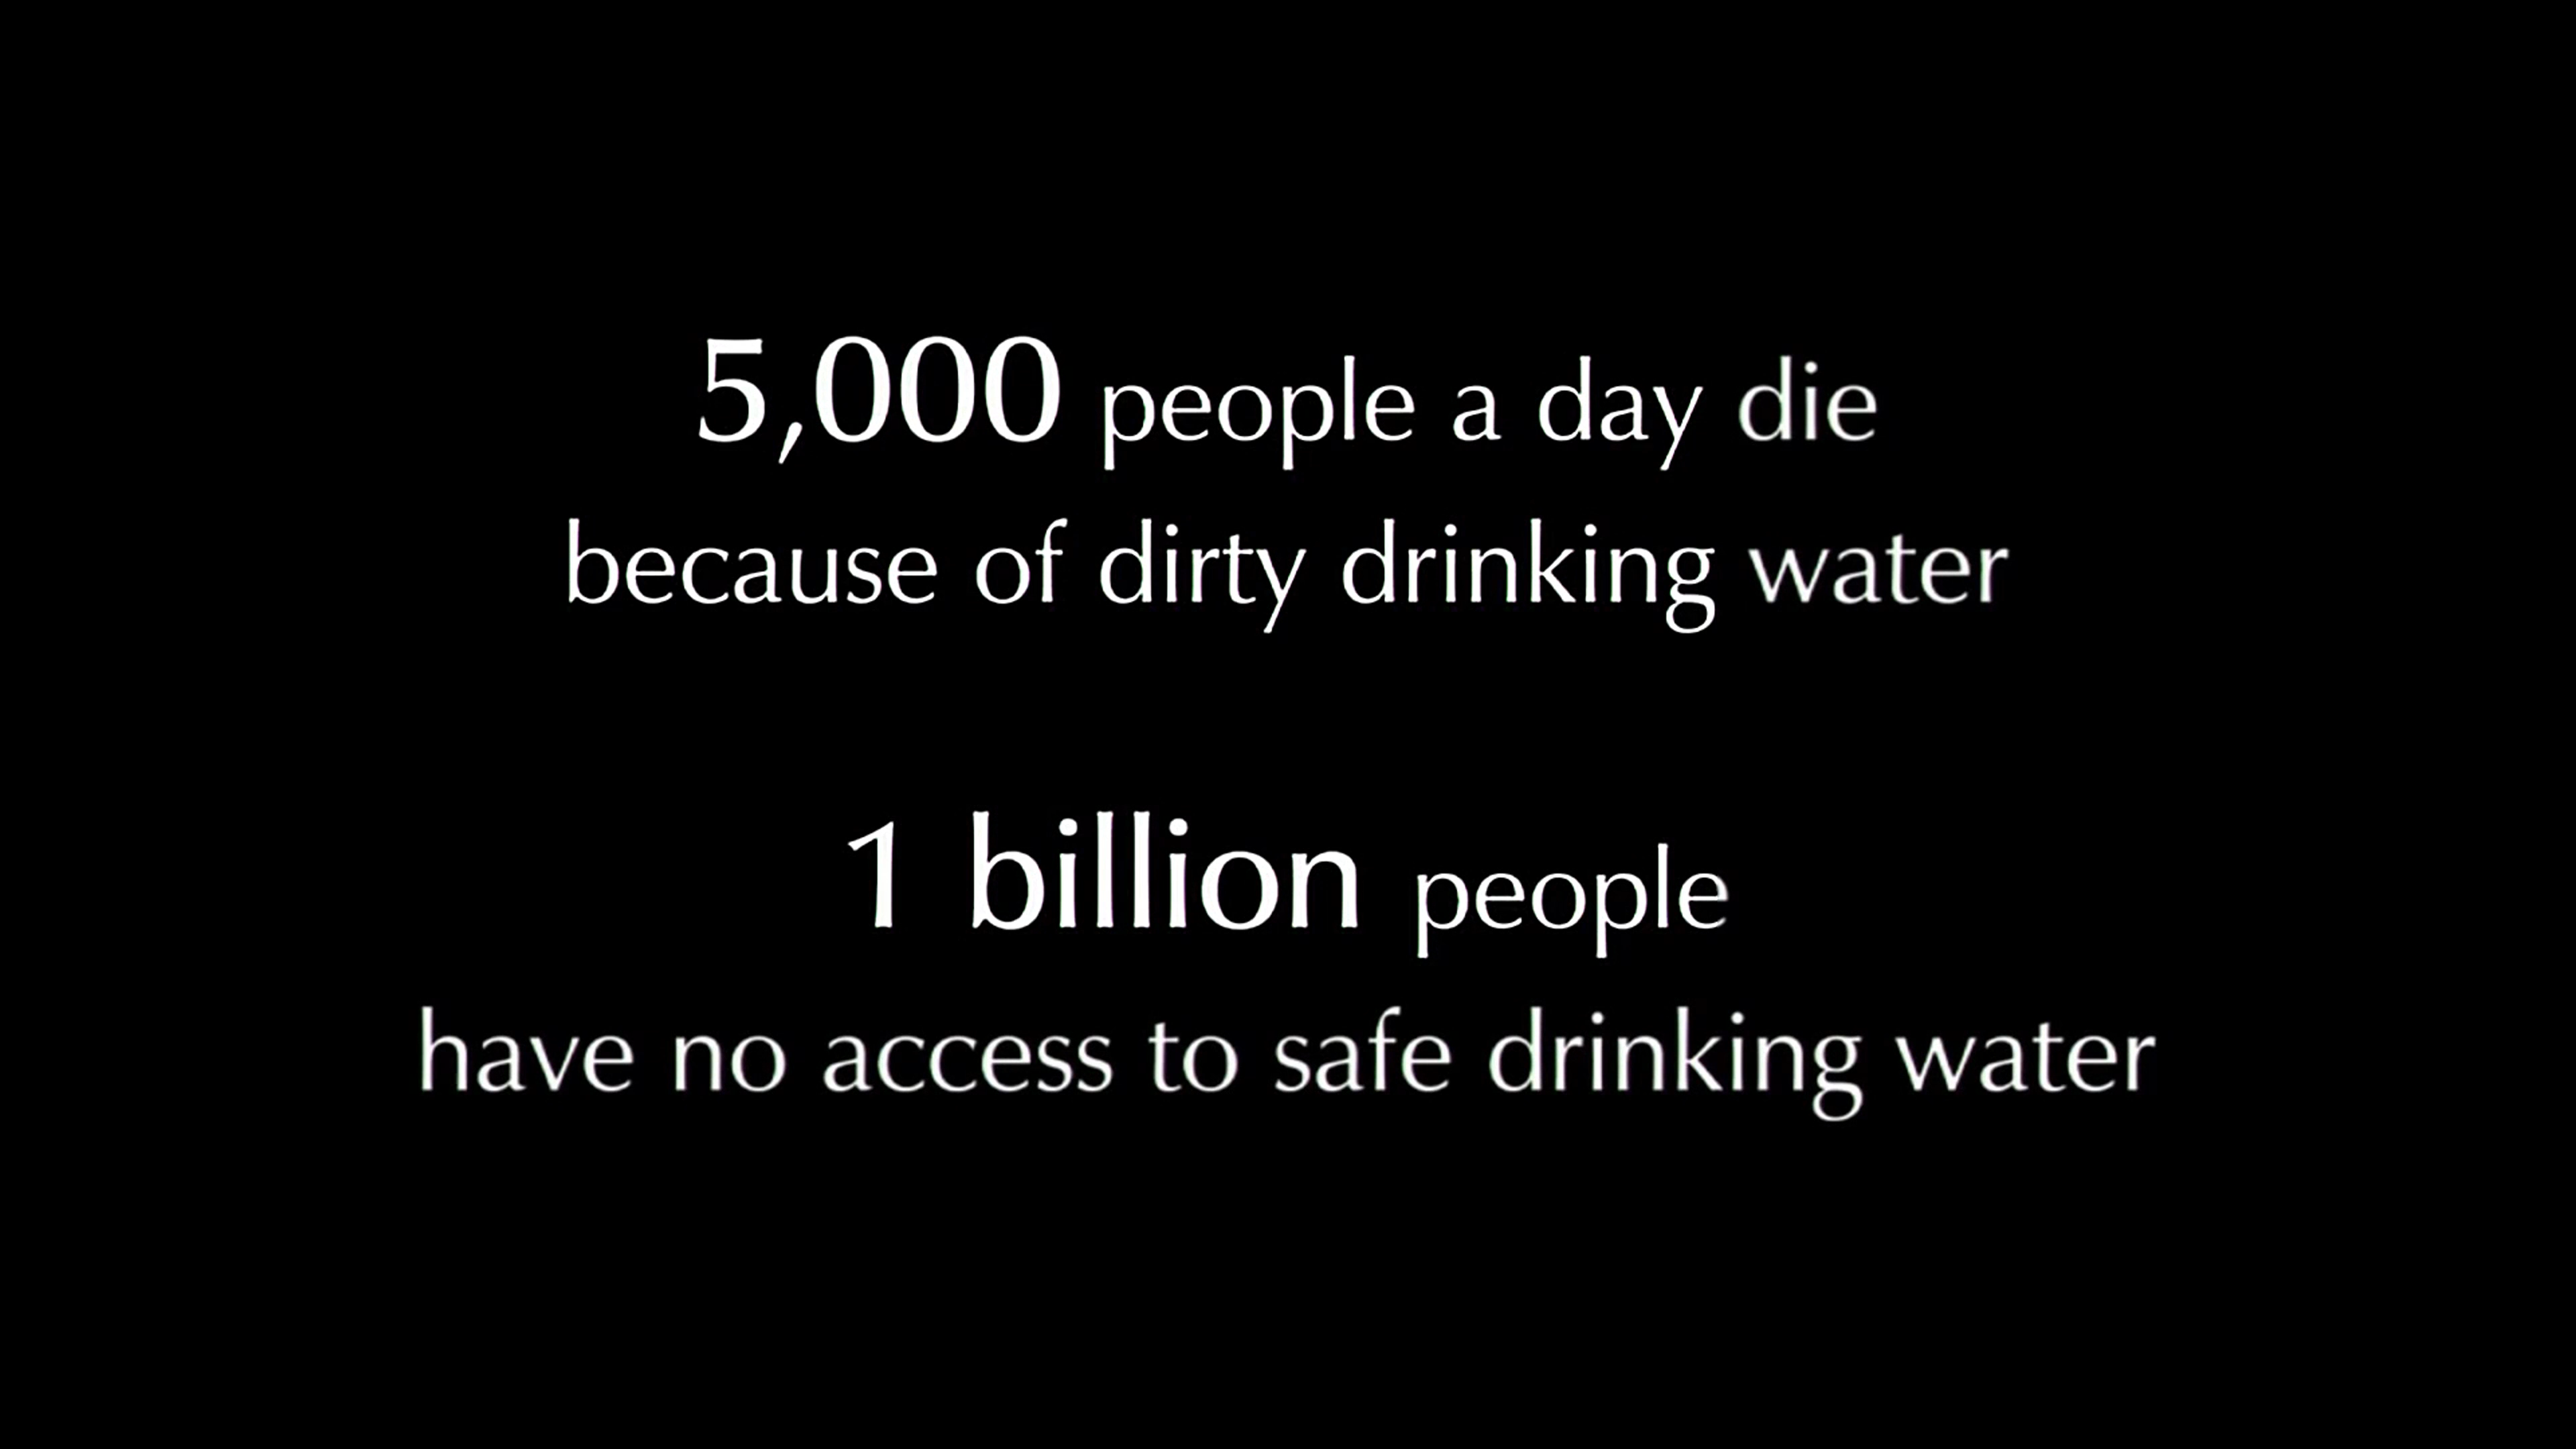 5,000 people a day die
because of dirty drinking water
1 billion people
have no access to safe drinking water